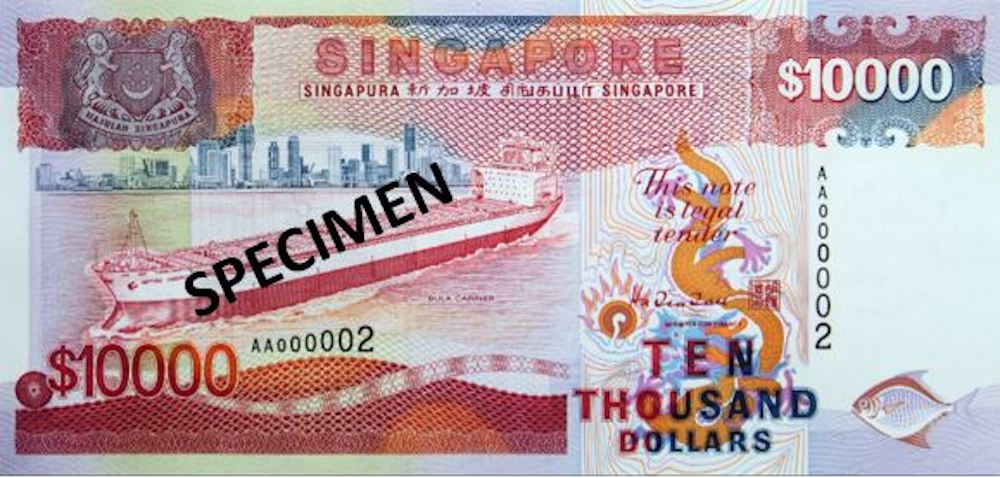 SINGAPORE
SINGAPURA 新加坡 சிங்கப்பூர் SINGAPORE
$10000
MAJULAH SINGAPURA
This note
is legal
tender
AA000002
SPECIMEN
BULK CARRIER
AA000002
$10000
TEN
THOUSAND
DOLLARS